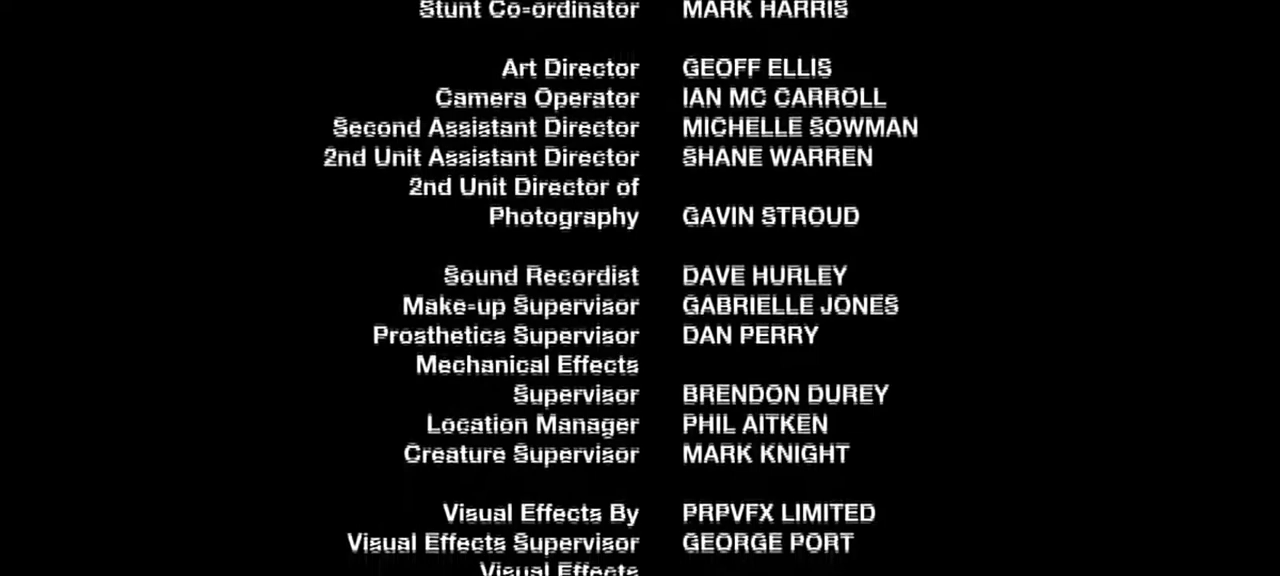 Stunt Co-ordinator MARK HARRIS
Art Director GEOFF ELLIS
Camera Operator IAN MC CARROLL
Second Assistant Director MICHELLE SOWMAN
2nd Unit Assistant Director SHANE WARREN
2nd Unit Director of
Photography GAVIN STROUD
Sound Recordist DAVE HURLEY
Make-up Supervisor GABRIELLE JONES
Prosthetics Supervisor DAN PERRY
Mechanical Effects
Supervisor BRENDON DUREY
Location Manager PHIL AITKEN
Creature Supervisor MARK KNIGHT
Visual Effects By PRPVFX LIMITED
Visual Effects Supervisor GEORGE PORT
Visual Effects